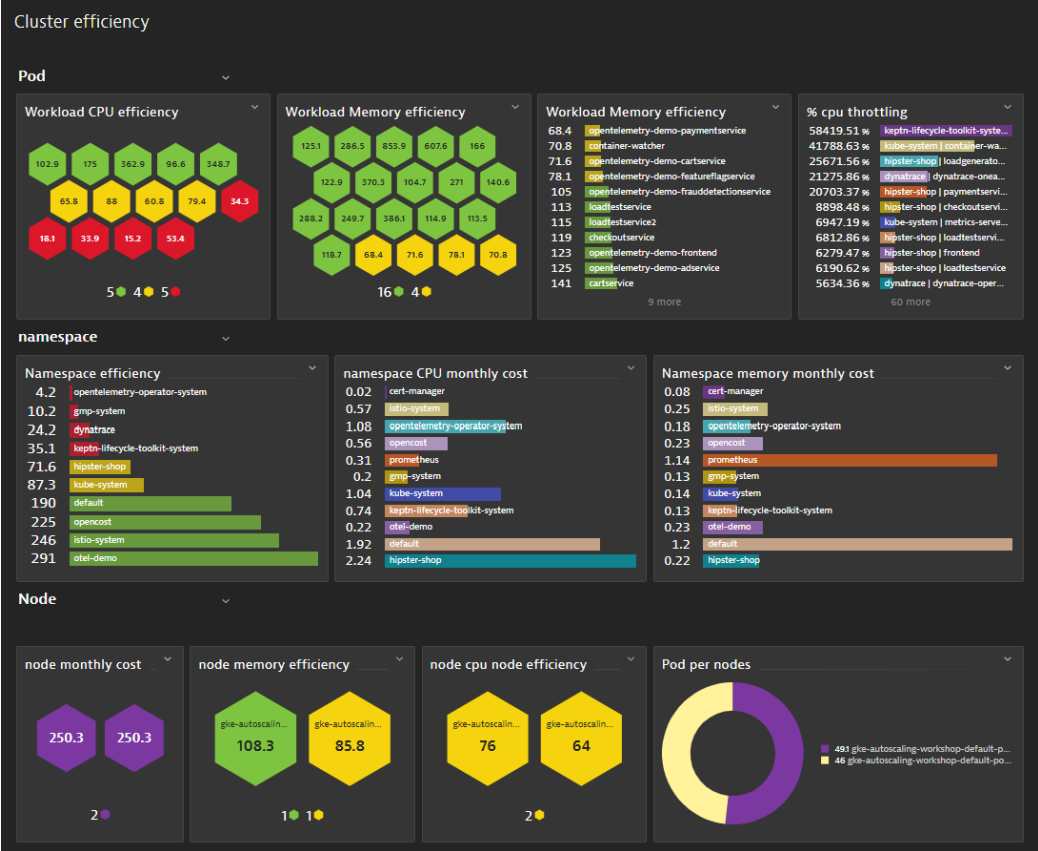 Cluster efficiency
Pod
Workload CPU efficiency
102.9 175 362.9 96.6 348.7
65.8 88 60.8 79.4 34.3
18.1 33.9 15.2 53.4
5 4 5
Workload Memory efficiency
125.1 286.5 853.9 607.6 166
122.9 370.3 104.7 271 140.6
288.2 249.7 386.1 114.9 113.5
118.7 68.4 71.6 78.1 70.8
16 4
Workload Memory efficiency
68.4 opentelemetry-demo-paymentservice
70.8 container-watcher
71.6 opentelemetry-demo-cartservice
78.1 opentelemetry-demo-featureflagservice
105 opentelemetry-demo-frauddetectionservice
113 loadtestservice
115 loadtestservice2
119 checkoutservice
123 opentelemetry-demo-frontend
125 opentelemetry-demo-adservice
141 cartservice
9 more
% cpu throttling
58419.51 % keptn-lifecycle-toolkit-syste...
41788.63 % kube-system | container-wa...
25671.56 % hipster-shop | loadgenerato...
21275.86 % dynatrace | dynatrace-onea...
20703.37 % hipster-shop | paymentservi...
8898.48 % hipster-shop | checkoutservi...
6947.19 % kube-system | metrics-serve...
6812.86 % hipster-shop | loadtestservi...
6279.47 % hipster-shop | frontend
6190.62 % hipster-shop | loadtestservice
5634.36 % dynatrace | dynatrace-oper...
60 more
namespace
Namespace efficiency
4.2 opentelemetry-operator-system
10.2 gmp-system
24.2 dynatrace
35.1 keptn-lifecycle-toolkit-system
71.6 hipster-shop
87.3 kube-system
190 default
225 opencost
246 istio-system
291 otel-demo
namespace CPU monthly cost
0.02 cert-manager
0.57 istio-system
1.08 opentelemetry-operator-system
0.56 opencost
0.31 prometheus
0.2 gmp-system
1.04 kube-system
0.74 keptn-lifecycle-toolkit-system
0.22 otel-demo
1.92 default
2.24 hipster-shop
Namespace memory monthly cost
0.08 cert-manager
0.25 istio-system
0.18 opentelemetry-operator-system
0.23 opencost
1.14 prometheus
0.13 gmp-system
0.14 kube-system
0.13 keptn-lifecycle-toolkit-system
0.23 otel-demo
1.2 default
0.22 hipster-shop
Node
node monthly cost
250.3 250.3
2
node memory efficiency
gke-autoscalin... gke-autoscalin...
108.3 85.8
1 1
node cpu node efficiency
gke-autoscalin... gke-autoscalin...
76 64
2
Pod per nodes
49.1 gke-autoscaling-workshop-default-p...
46 gke-autoscaling-workshop-default-po...